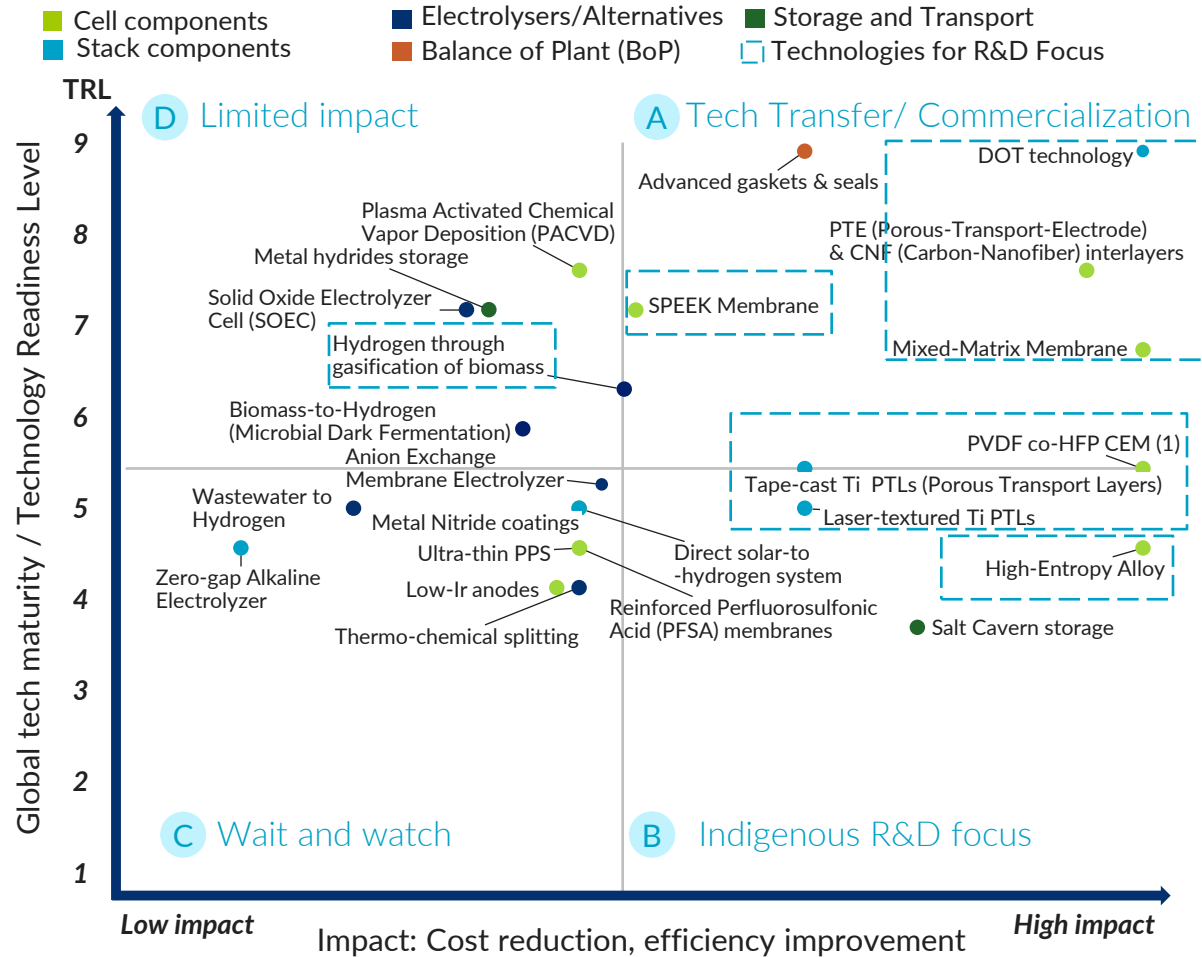 Cell components
Electrolysers/Alternatives
Storage and Transport
Stack components
Balance of Plant (BoP)
Technologies for R&D Focus
TRL
D
Limited impact
A
Tech Transfer/ Commercialization
9
8
7
6
5
4
3
2
1
Global tech maturity / Technology Readiness Level
DOT technology
Advanced gaskets & seals
Plasma Activated Chemical
Vapor Deposition (PACVD)
PTE (Porous-Transport-Electrode)
& CNF (Carbon-Nanofiber) interlayers
Metal hydrides storage
Solid Oxide Electrolyzer
Cell (SOEC)
SPEEK Membrane
Hydrogen through
gasification of biomass
Mixed-Matrix Membrane
Biomass-to-Hydrogen
(Microbial Dark Fermentation)
Anion Exchange
Membrane Electrolyzer
PVDF co-HFP CEM (1)
Tape-cast Ti PTLs (Porous Transport Layers)
Wastewater to
Hydrogen
Metal Nitride coatings
Laser-textured Ti PTLs
Ultra-thin PPS
Direct solar-to
-hydrogen system
High-Entropy Alloy
Zero-gap Alkaline
Electrolyzer
Low-Ir anodes
Reinforced Perfluorosulfonic
Acid (PFSA) membranes
Thermo-chemical splitting
Salt Cavern storage
C
Wait and watch
B
Indigenous R&D focus
Low impact
High impact
Impact: Cost reduction, efficiency improvement